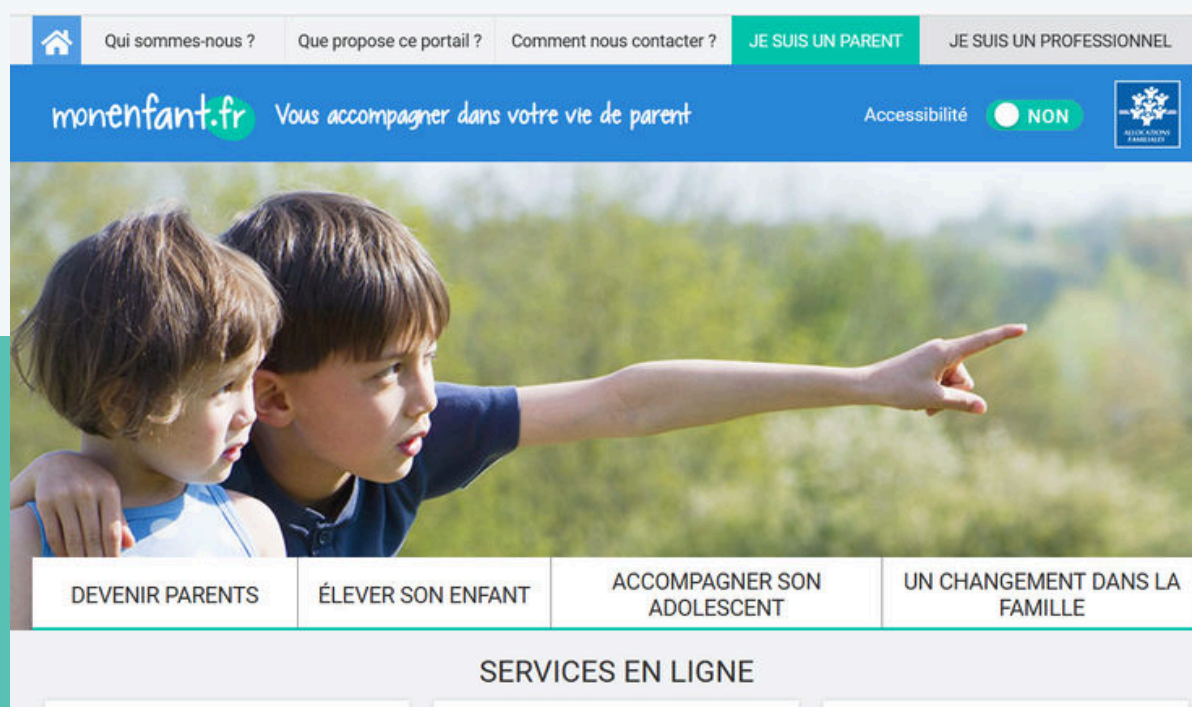 Qui sommes-nous ?
Que propose ce portail ?
Comment nous contacter ?
JE SUIS UN PARENT
JE SUIS UN PROFESSIONNEL
monenfant.fr
Vous accompagner dans votre vie de parent
Accessibilité
NON
ALLOCATIONS
FAMILIALES
DEVENIR PARENTS
ÉLEVER SON ENFANT
ACCOMPAGNER SON
ADOLESCENT
UN CHANGEMENT DANS LA
FAMILLE
SERVICES EN LIGNE